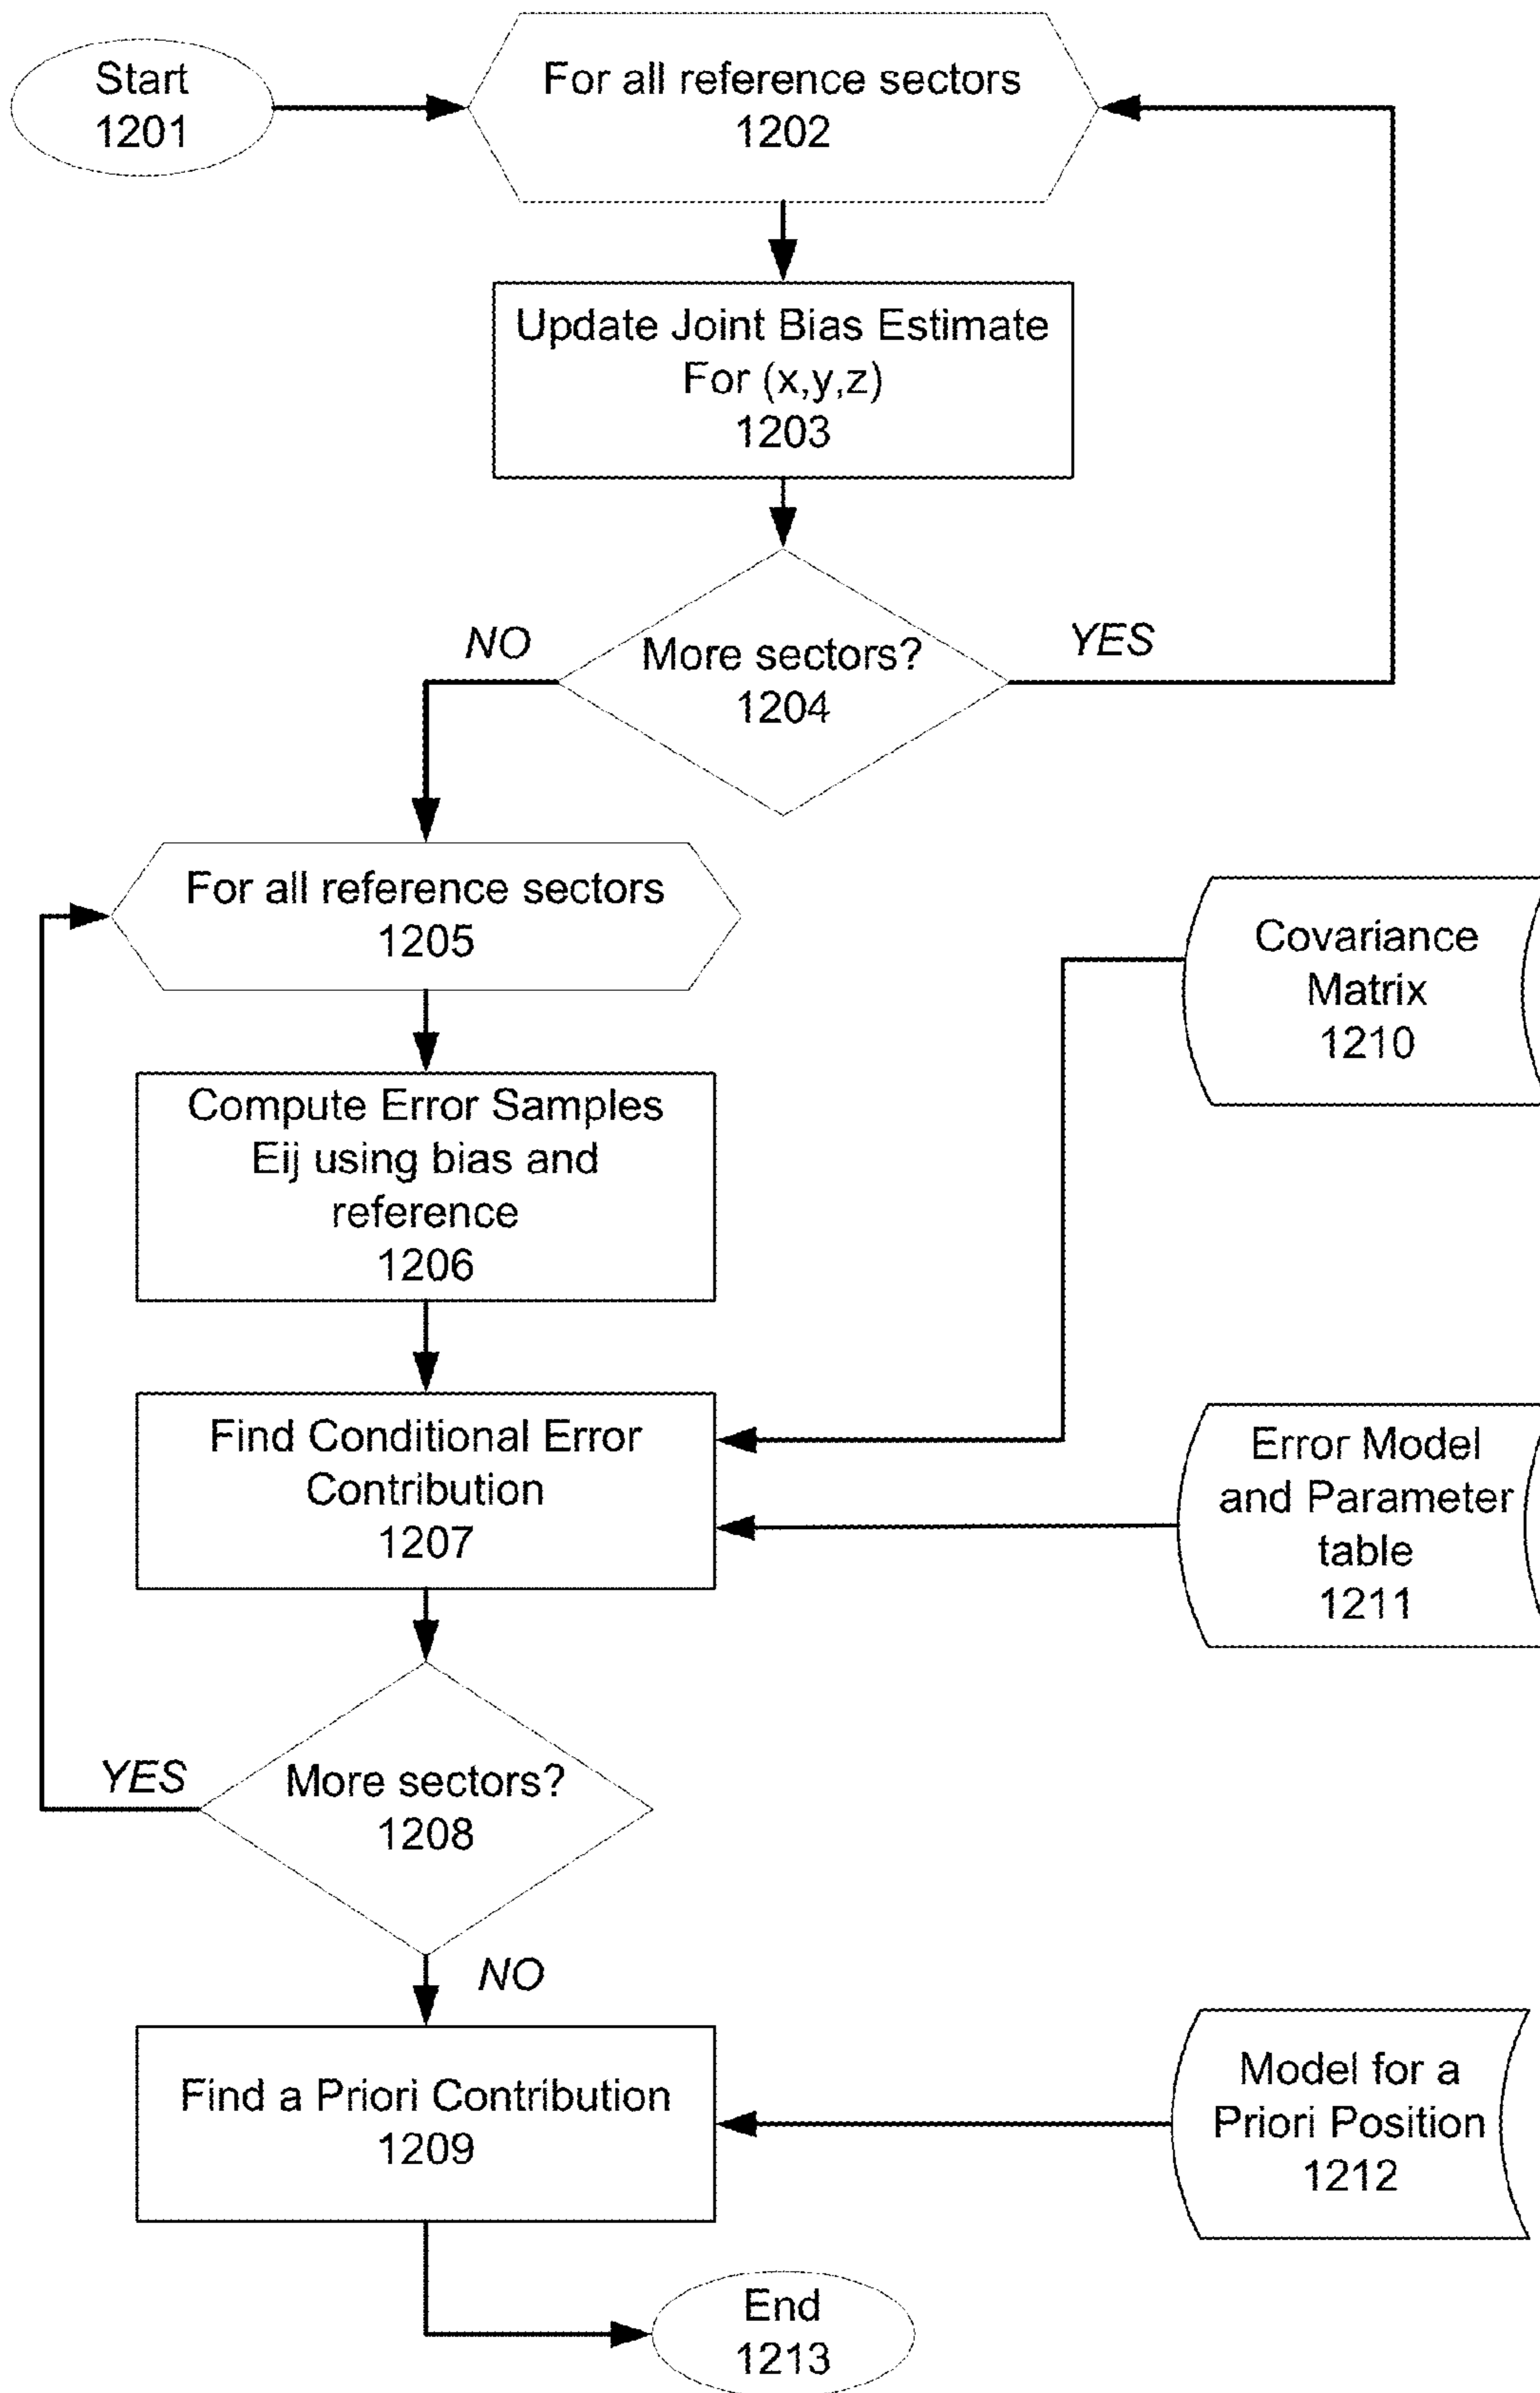 Start
1201
For all reference sectors
1202
Update Joint Bias Estimate
For (x,y,z)
1203
NO
More sectors?
1204
YES
For all reference sectors
1205
Covariance
Matrix
1210
Compute Error Samples
Eij using bias and
reference
1206
Find Conditional Error
Contribution
1207
Error Model
and Parameter
table
1211
YES
More sectors?
1208
NO
Find a Priori Contribution
1209
Model for a
Priori Position
1212
End
1213